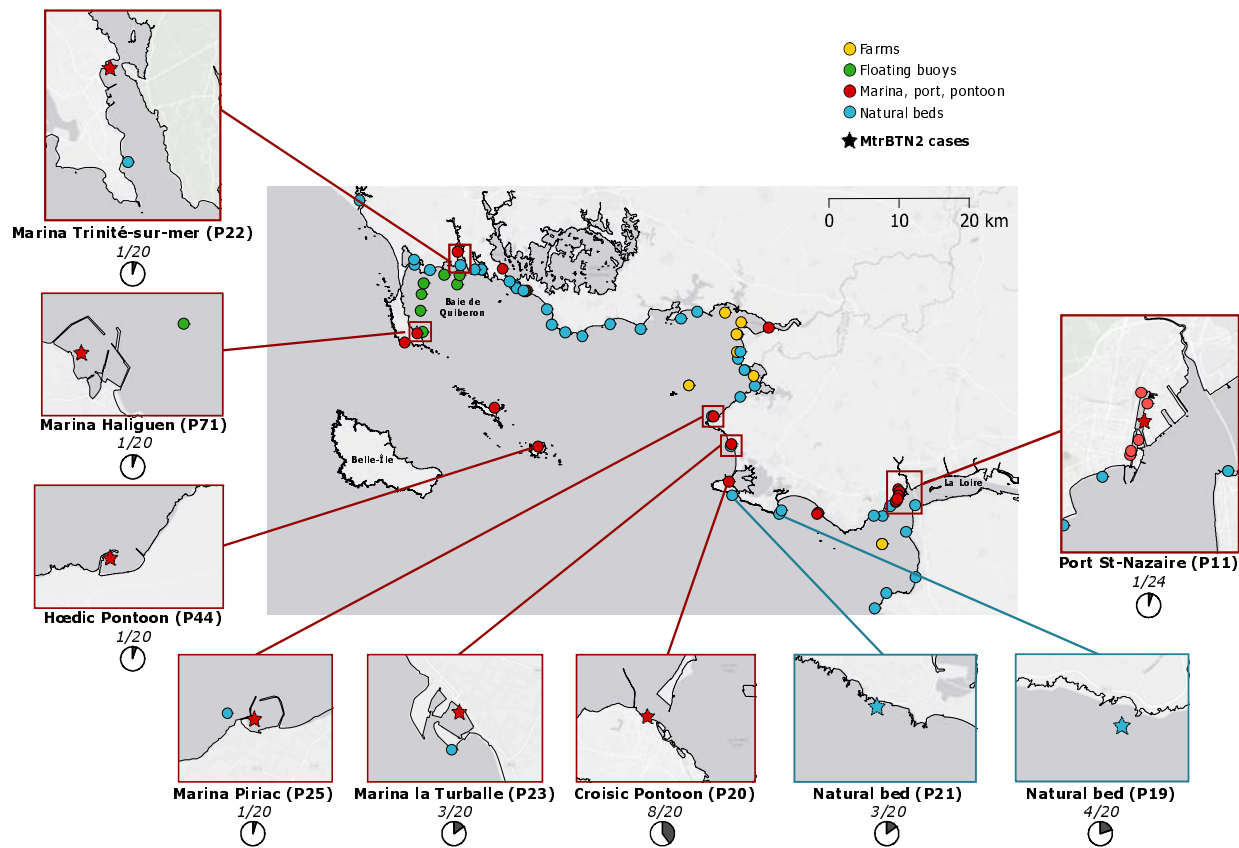 Farms
Floating buoys
Marina, port, pontoon
Natural beds
MtrBTN2 cases
0 10 20 km
Marina Trinité-sur-mer (P22)
1/20
Baie de
Quiberon
Marina Haliguen (P71)
1/20
Belle-Île
La Loire
Hœdic Pontoon (P44)
1/20
Port St-Nazaire (P11)
1/24
Marina Piriac (P25)
1/20
Marina la Turballe (P23)
3/20
Croisic Pontoon (P20)
8/20
Natural bed (P21)
3/20
Natural bed (P19)
4/20